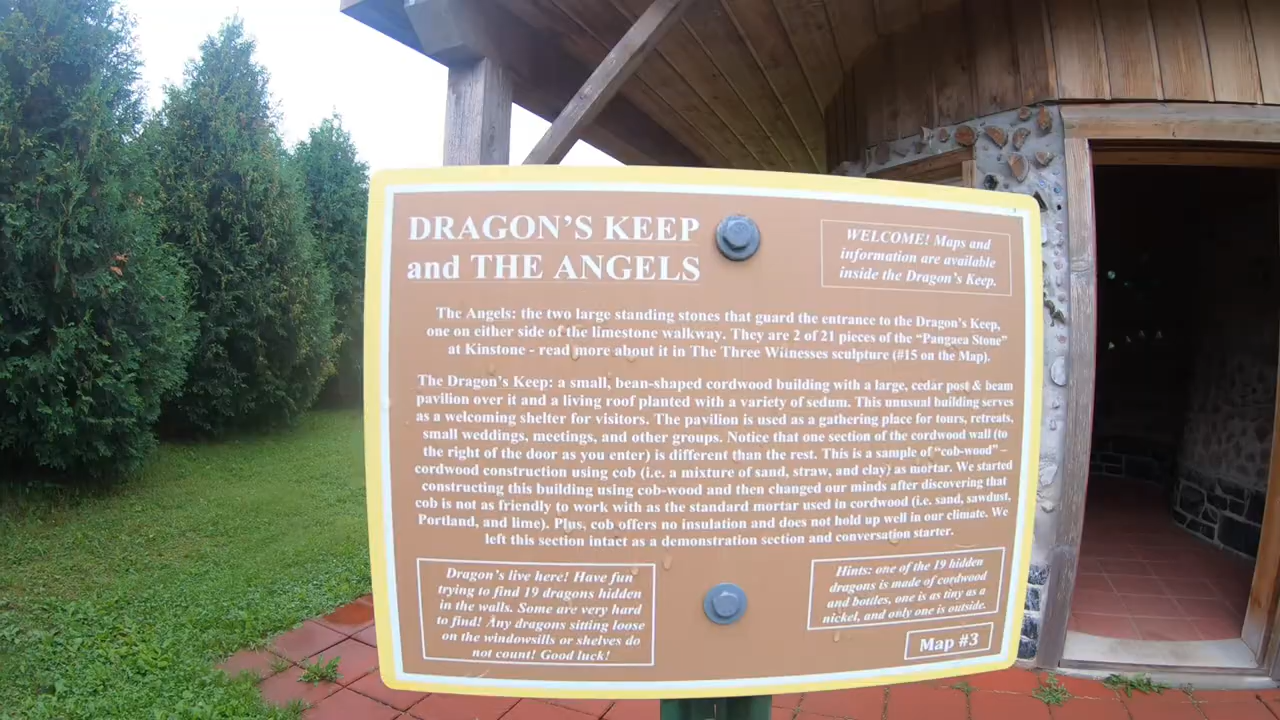 DRAGON'S KEEP
and THE ANGELS
WELCOME! Maps and
information are available
inside the Dragon's Keep.
The Angels: the two large standing stones that guard the entrance to the Dragon's Keep,
one on either side of the limestone walkway. They are 2 of 21 pieces of the "Pangaea Stone"
at Kinstone - read more about it in The Three Witnesses sculpture (#15 on the Map).
The Dragon's Keep: a small, bean-shaped cordwood building with a large, cedar post & beam
pavilion over it and a living roof planted with a variety of sedum. This unusual building serves
as a welcoming shelter for visitors. The pavilion is used as a gathering place for tours, retreats,
small weddings, meetings, and other groups. Notice that one section of the cordwood wall (to
the right of the door as you enter) is different than the rest. This is a sample of "cob-wood" –
cordwood construction using cob (i.e. a mixture of sand, straw, and clay) as mortar. We started
constructing this building using cob-wood and then changed our minds after discovering that
cob is not as friendly to work with as the standard mortar used in cordwood (i.e. sand, sawdust,
Portland, and lime). Plus, cob offers no insulation and does not hold up well in our climate. We
left this section intact as a demonstration section and conversation starter.
Dragon's live here! Have fun
trying to find 19 dragons hidden
in the walls. Some are very hard
to find! Any dragons sitting loose
on the windowsills or shelves do
not count! Good luck!
Hints: one of the 19 hidden
dragons is made of cordwood
and bottles, one is as tiny as a
nickel, and only one is outside.
Map #3